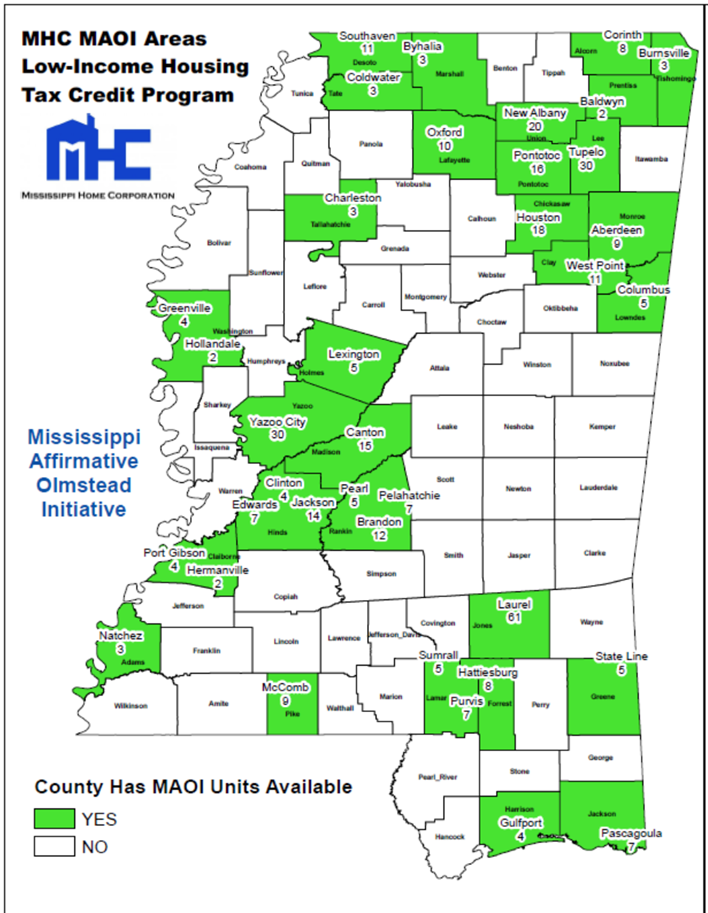 MHC MAOI Areas
Low-Income Housing
Tax Credit Program
MHC
MISSISSIPPI HOME CORPORATION
Southaven
11
Desoto
Byhalia
3
Marshall
Benton
Tippah
Corinth
8
Alcorn
Burnsville
3
Tishomingo
Tunica
Coldwater
3
Tate
Prentiss
Baldwyn
2
New Albany
20
Union
Lee
Oxford
10
Lafayette
Panola
Quitman
Coahoma
Pontotoc
16
Pontotoc
Tupelo
30
Itawamba
Yalobusha
Charleston
3
Tallahatchie
Calhoun
Chickasaw
Houston
18
Monroe
Aberdeen
9
Bolivar
Sunflower
Leflore
Grenada
Clay
West Point
11
Webster
Columbus
5
Lowndes
Carroll
Montgomery
Choctaw
Oktibbeha
Greenville
4
Washington
Hollandale
2
Humphreys
Lexington
5
Holmes
Attala
Winston
Noxubee
Sharkey
Issaquena
Yazoo
Yazoo City
30
Canton
15
Madison
Leake
Neshoba
Kemper
Mississippi
Affirmative
Olmstead
Initiative
Warren
Clinton
4
Edwards
7
Jackson
14
Hinds
Pearl
5
Pelahatchie
7
Brandon
12
Rankin
Scott
Newton
Lauderdale
Smith
Jasper
Clarke
Port Gibson
4
Claiborne
Hermanville
2
Copiah
Simpson
Jefferson
Natchez
3
Adams
Franklin
Lincoln
Lawrence
Jefferson_Davis
Covington
Laurel
61
Jones
Wayne
Wilkinson
Amite
McComb
9
Pike
Walthall
Marion
Sumrall
5
Lamar
Purvis
7
Hattiesburg
8
Forrest
Perry
State Line
5
Greene
Pearl_River
Stone
George
Hancock
Harrison
Gulfport
4
Jackson
Pascagoula
7
County Has MAOI Units Available
YES
NO